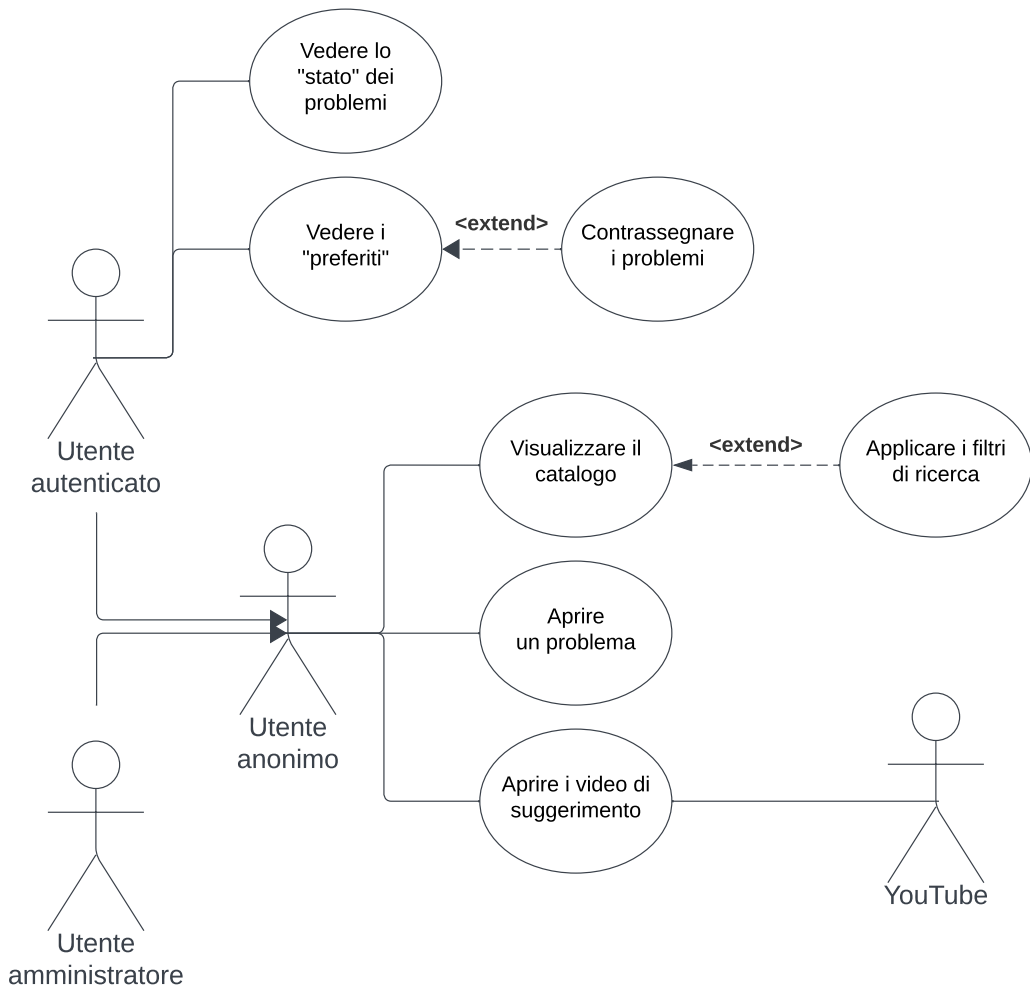 Vedere lo
"stato" dei
problemi
Vedere i
"preferiti"
<extend>
Contrassegnare
i problemi
Utente
autenticato
Visualizzare il
catalogo
<extend>
Applicare i filtri
di ricerca
Aprire
un problema
Utente
anonimo
Aprire i video di
suggerimento
YouTube
Utente
amministratore